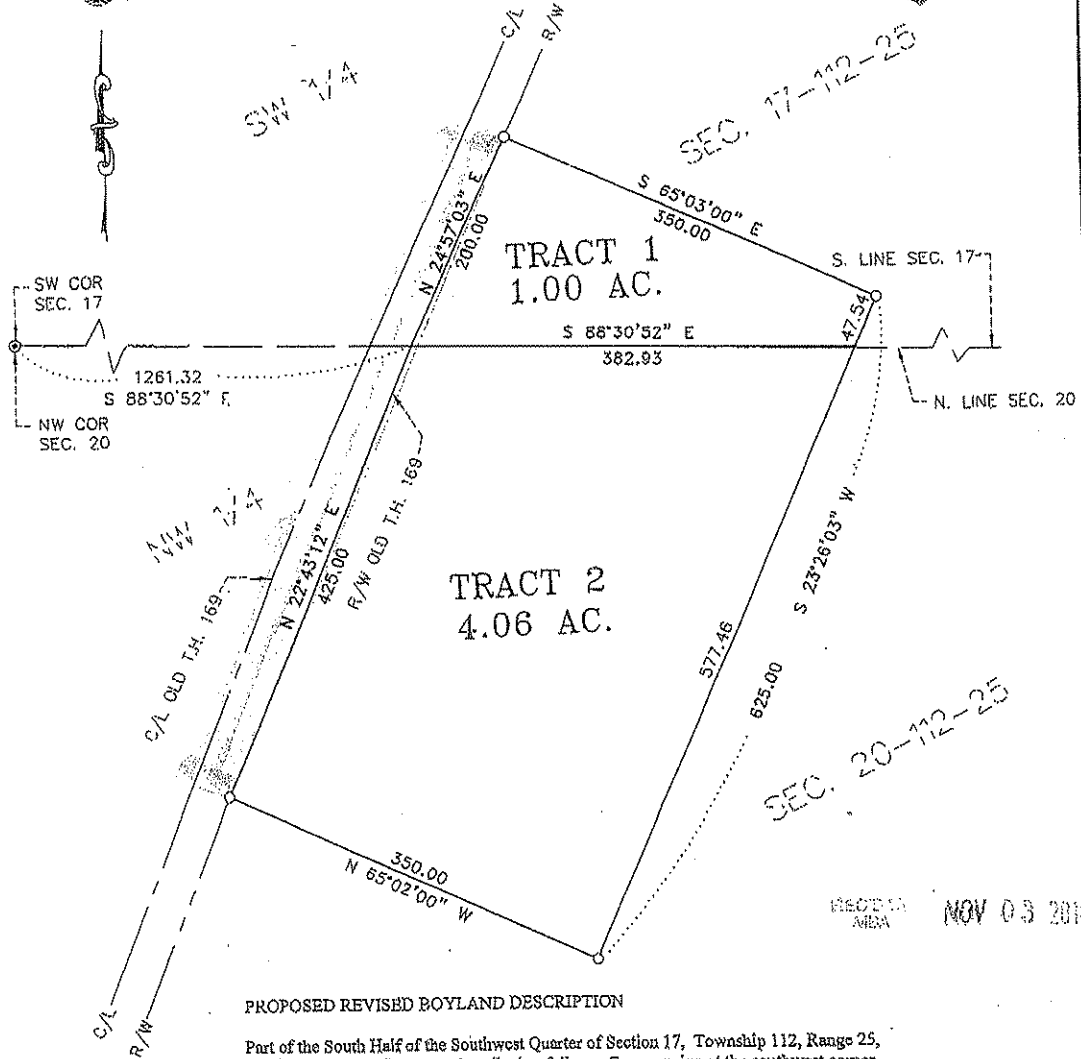 C/L
R/W
SW 1/4
SEC. 17-112-25
S 65°03'00" E
350.00
N 24°57'03" E
200.00
TRACT 1
1.00 AC.
S. LINE SEC. 17
SW COR
SEC. 17
47.54
S 88°30'52" E
382.93
1261.32
S 88°30'52" E
N. LINE SEC. 20
NW COR
SEC. 20
R/W OLD T.H. 169
NW 1/4
N 22°43'12" E
425.00
TRACT 2
4.06 AC.
S 23°26'03" W
C/L OLD T.H. 169
577.46
625.00
SEC. 20-112-25
350.00
N 65°02'00" W
NOV 03 201
C/L
R/W
PROPOSED REVISED BOYLAND DESCRIPTION
Part of the South Half of the Southwest Quarter of Section 17, Township 112, Range 25,